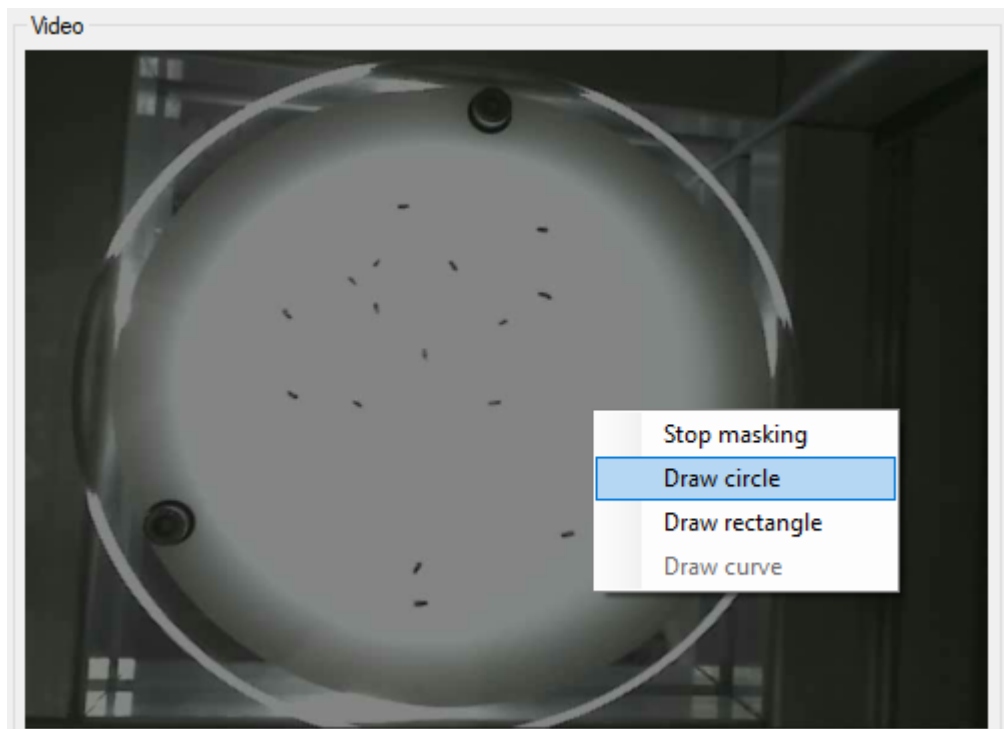 Video
Stop masking
Draw circle
Draw rectangle
Draw curve